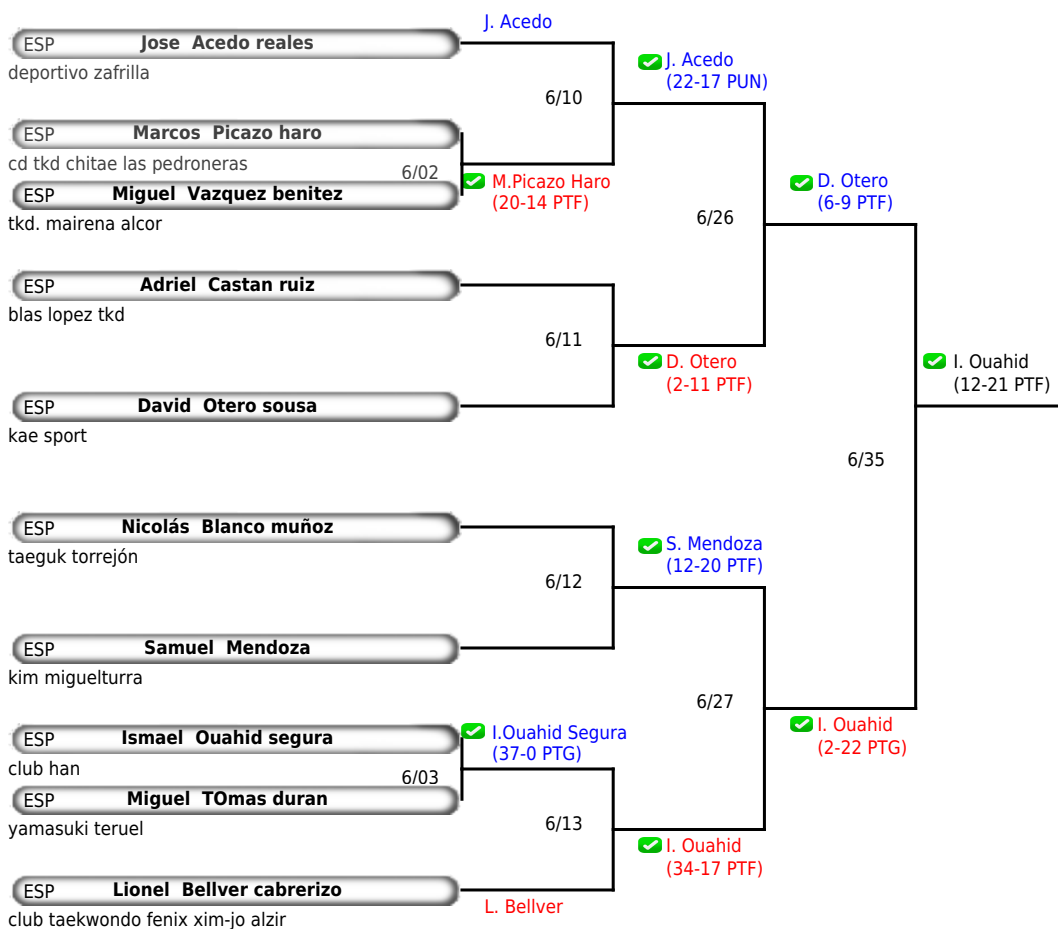 J. Acedo
ESP Jose Acedo reales
deportivo zafrilla
J. Acedo
(22-17 PUN)
6/10
ESP Marcos Picazo haro
cd tkd chitae las pedroneras
6/02
M.Picazo Haro
(20-14 PTF)
ESP Miguel Vazquez benitez
tkd. mairena alcor
D. Otero
(6-9 PTF)
6/26
ESP Adriel Castan ruiz
blas lopez tkd
6/11
D. Otero
(2-11 PTF)
I. Ouahid
(12-21 PTF)
ESP David Otero sousa
kae sport
6/35
ESP Nicolás Blanco muñoz
taeguk torrejón
S. Mendoza
(12-20 PTF)
6/12
ESP Samuel Mendoza
kim miguelturra
6/27
I. Ouahid
(2-22 PTG)
ESP Ismael Ouahid segura
club han
I.Ouahid Segura
(37-0 PTG)
6/03
ESP Miguel TOmas duran
yamasuki teruel
6/13
I. Ouahid
(34-17 PTF)
ESP Lionel Bellver cabrerizo
club taekwondo fenix xim-jo alzir
L. Bellver